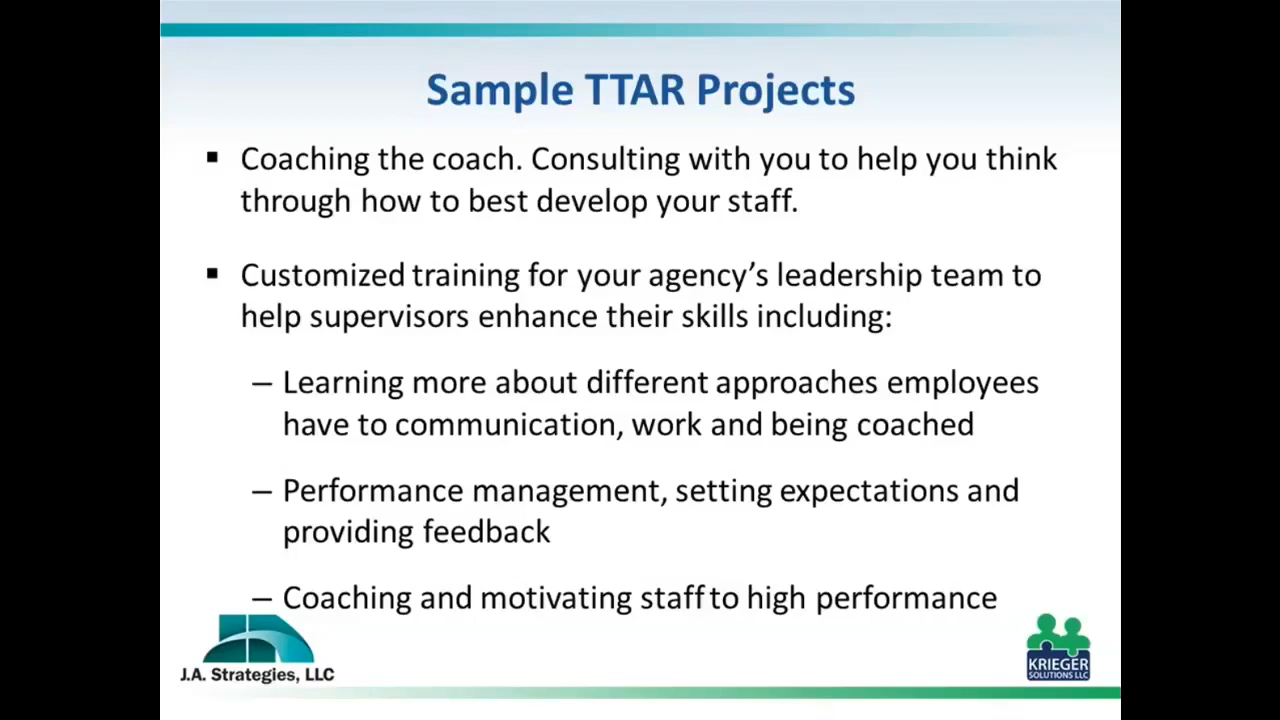 Sample TTAR Projects
▪ Coaching the coach. Consulting with you to help you think
through how to best develop your staff.
▪ Customized training for your agency’s leadership team to
help supervisors enhance their skills including:
– Learning more about different approaches employees
have to communication, work and being coached
– Performance management, setting expectations and
providing feedback
– Coaching and motivating staff to high performance
J.A. Strategies, LLC
KRIEGER
SOLUTIONS LLC